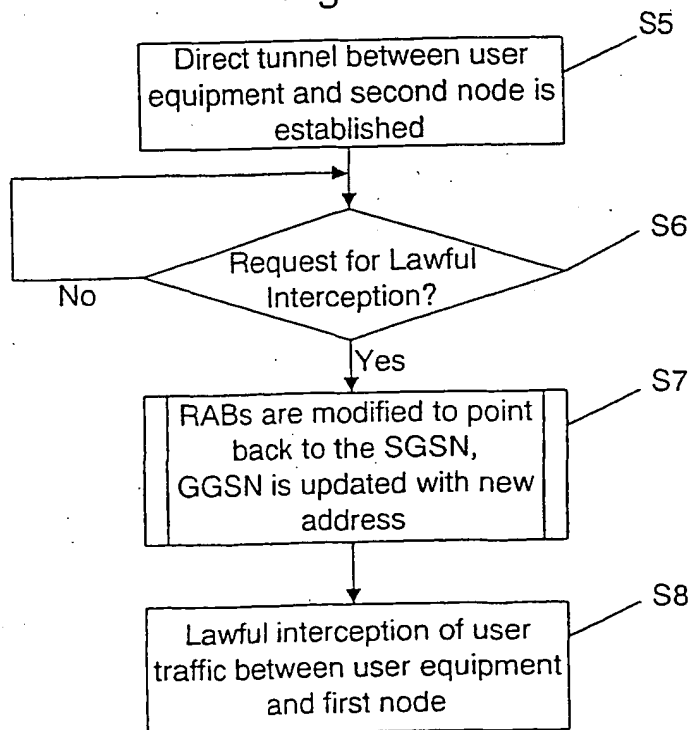 S5
Direct tunnel between user
equipment and second node is
established
S6
Request for Lawful
Interception?
No
Yes
S7
RABs are modified to point
back to the SGSN,
GGSN is updated with new
address
S8
Lawful interception of user
traffic between user equipment
and first node